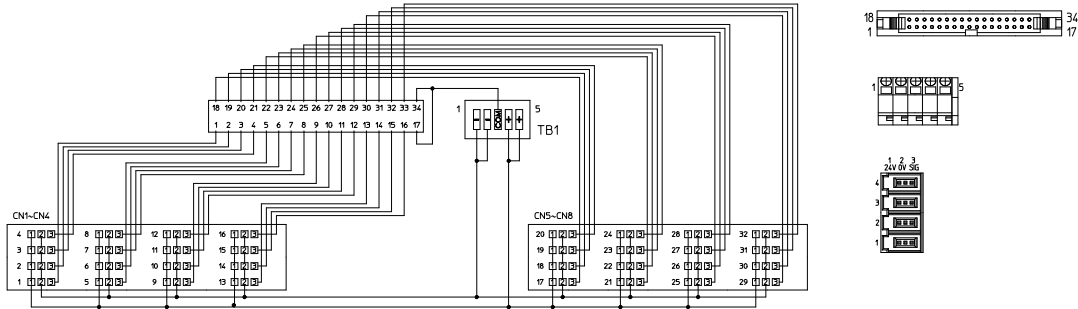 18 34
1 17
18 19 20 21 22 23 24 25 26 27 28 29 30 31 32 33 34
1 2 3 4 5 6 7 8 9 10 11 12 13 14 15 16 17
1 - - COM + + 5
TB1
1 5
1 2 3
24V 0V SIG
4
3
2
1
CN1~CN4
4 1 2 3 8 1 2 3 12 1 2 3 16 1 2 3
3 1 2 3 7 1 2 3 11 1 2 3 15 1 2 3
2 1 2 3 6 1 2 3 10 1 2 3 14 1 2 3
1 1 2 3 5 1 2 3 9 1 2 3 13 1 2 3
CN5~CN8
20 1 2 3 24 1 2 3 28 1 2 3 32 1 2 3
19 1 2 3 23 1 2 3 27 1 2 3 31 1 2 3
18 1 2 3 22 1 2 3 26 1 2 3 30 1 2 3
17 1 2 3 21 1 2 3 25 1 2 3 29 1 2 3